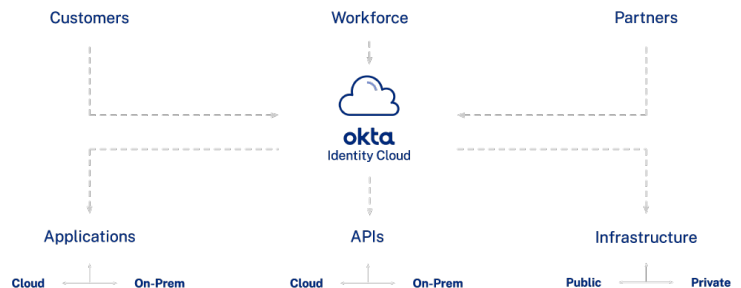 Customers
Workforce
Partners
okta
Identity Cloud
Applications
APIs
Infrastructure
Cloud
On-Prem
Cloud
On-Prem
Public
Private